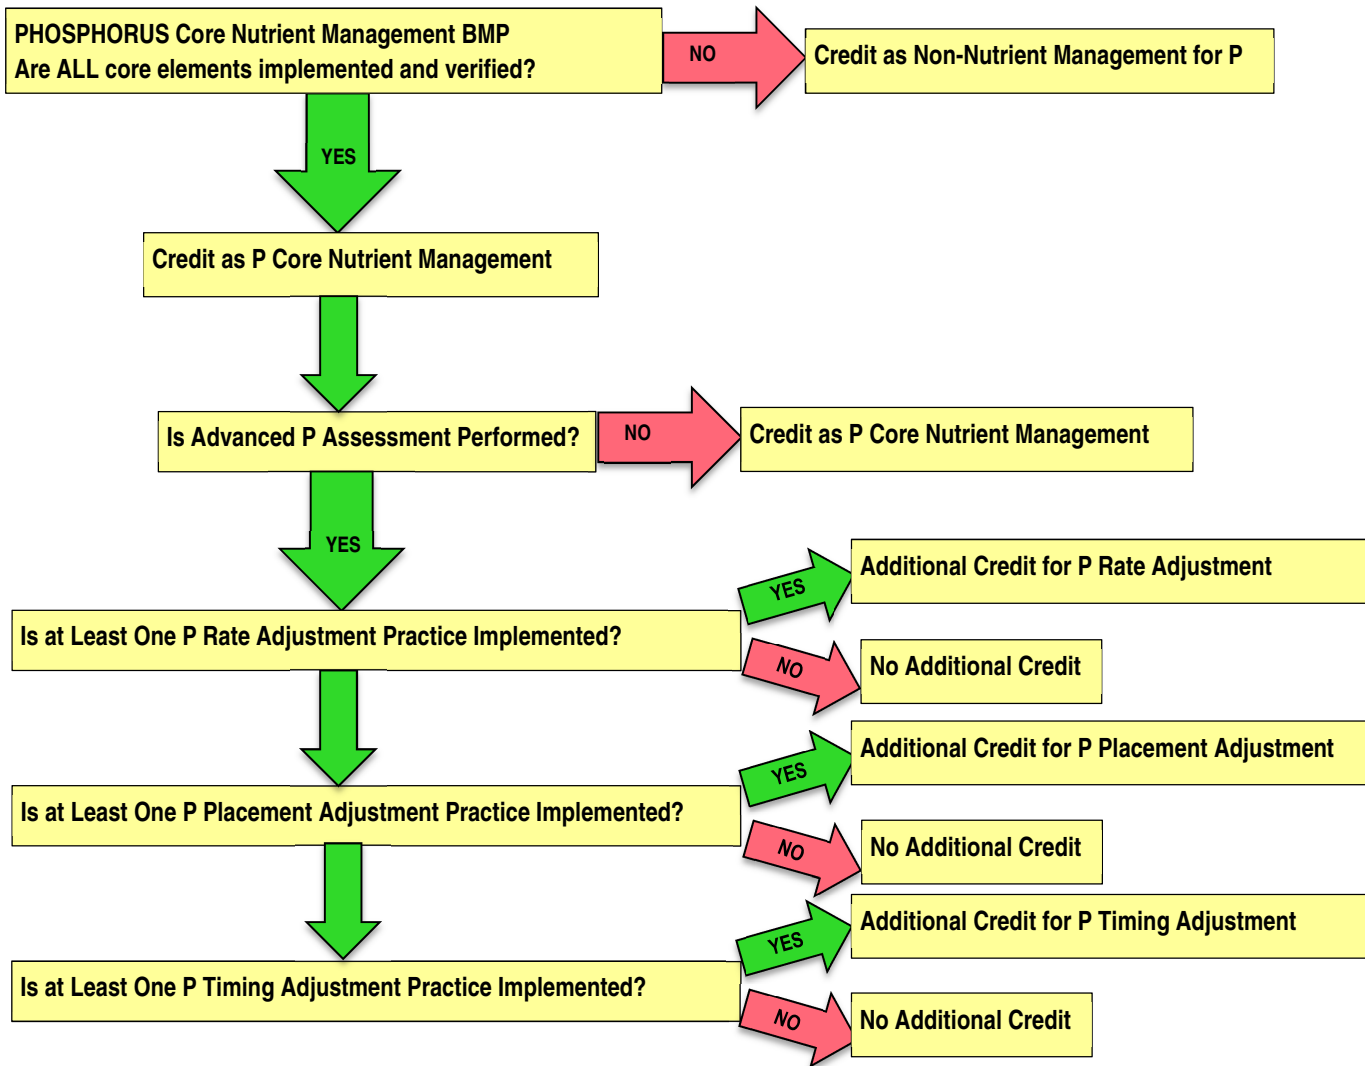 PHOSPHORUS Core Nutrient Management BMP
Are ALL core elements implemented and verified?
NO
Credit as Non-Nutrient Management for P
YES
Credit as P Core Nutrient Management
Is Advanced P Assessment Performed?
NO
Credit as P Core Nutrient Management
YES
Is at Least One P Rate Adjustment Practice Implemented?
YES
Additional Credit for P Rate Adjustment
NO
No Additional Credit
Is at Least One P Placement Adjustment Practice Implemented?
YES
Additional Credit for P Placement Adjustment
NO
No Additional Credit
Is at Least One P Timing Adjustment Practice Implemented?
YES
Additional Credit for P Timing Adjustment
NO
No Additional Credit